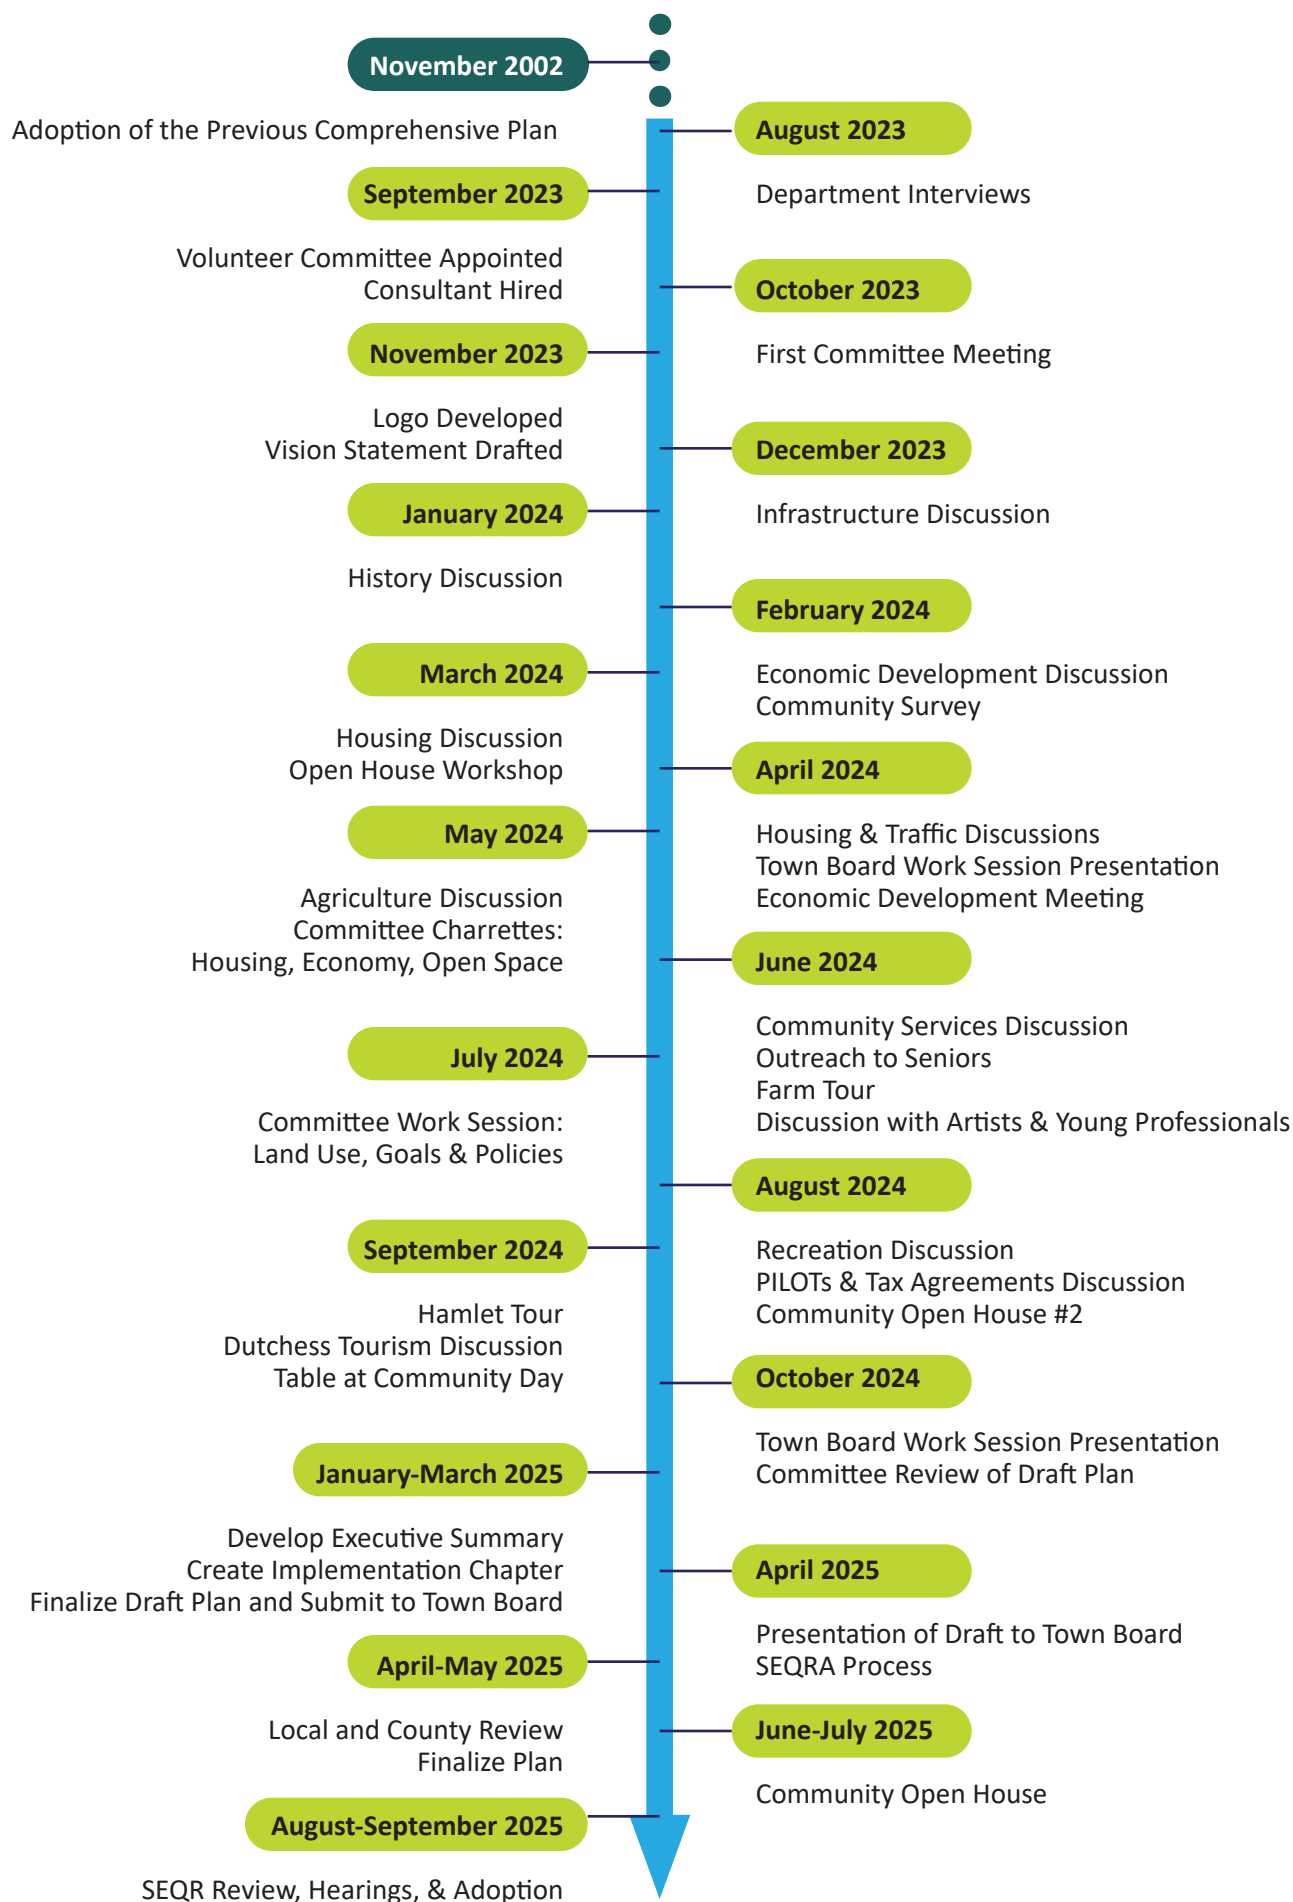 November 2002
Adoption of the Previous Comprehensive Plan
August 2023
Department Interviews
September 2023
Volunteer Committee Appointed
Consultant Hired
October 2023
First Committee Meeting
November 2023
Logo Developed
Vision Statement Drafted
December 2023
Infrastructure Discussion
January 2024
History Discussion
February 2024
Economic Development Discussion
Community Survey
March 2024
Housing Discussion
Open House Workshop
April 2024
Housing & Traffic Discussions
Town Board Work Session Presentation
Economic Development Meeting
May 2024
Agriculture Discussion
Committee Charrettes:
Housing, Economy, Open Space
June 2024
Community Services Discussion
Outreach to Seniors
Farm Tour
Discussion with Artists & Young Professionals
July 2024
Committee Work Session:
Land Use, Goals & Policies
August 2024
Recreation Discussion
PILOTs & Tax Agreements Discussion
Community Open House #2
September 2024
Hamlet Tour
Dutchess Tourism Discussion
Table at Community Day
October 2024
Town Board Work Session Presentation
Committee Review of Draft Plan
January-March 2025
Develop Executive Summary
Create Implementation Chapter
Finalize Draft Plan and Submit to Town Board
April 2025
Presentation of Draft to Town Board
SEQRA Process
April-May 2025
Local and County Review
Finalize Plan
June-July 2025
Community Open House
August-September 2025
SEQR Review, Hearings, & Adoption